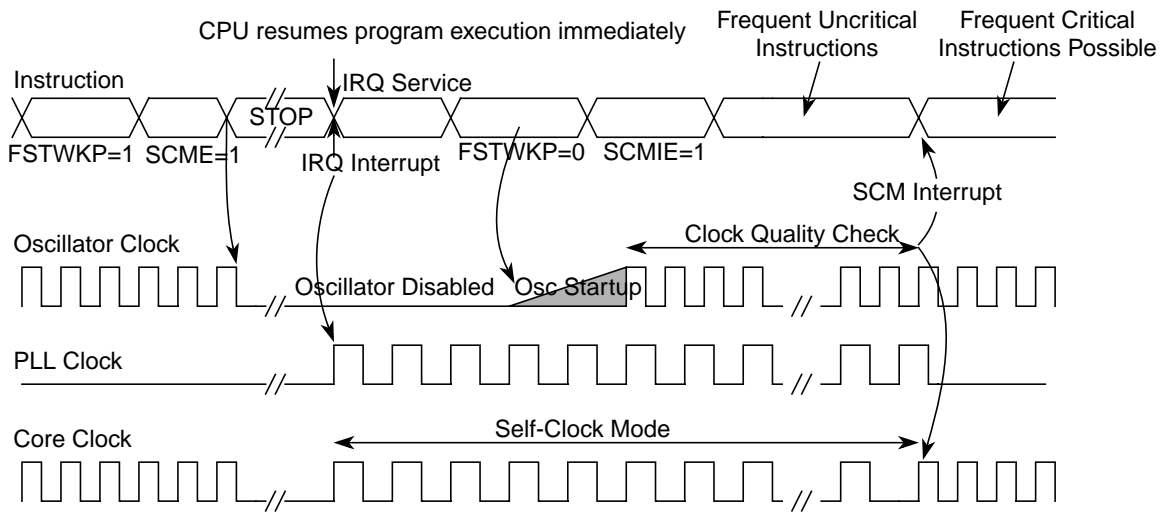 CPU resumes program execution immediately
Frequent Uncritical
Instructions
Frequent Critical
Instructions Possible
Instruction
STOP
IRQ Service
FSTWKP=1
SCME=1
IRQ Interrupt
FSTWKP=0
SCMIE=1
SCM Interrupt
Clock Quality Check
Oscillator Clock
Oscillator Disabled
Osc Startup
PLL Clock
Self-Clock Mode
Core Clock